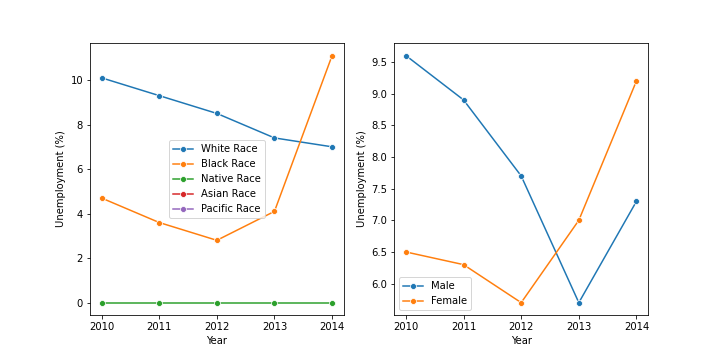 10
8
6
4
2
0
Unemployment (%)
White Race
Black Race
Native Race
Asian Race
Pacific Race
2010 2011 2012 2013 2014
Year
9.5
9.0
8.5
8.0
7.5
7.0
6.5
6.0
Unemployment (%)
Male
Female
2010 2011 2012 2013 2014
Year